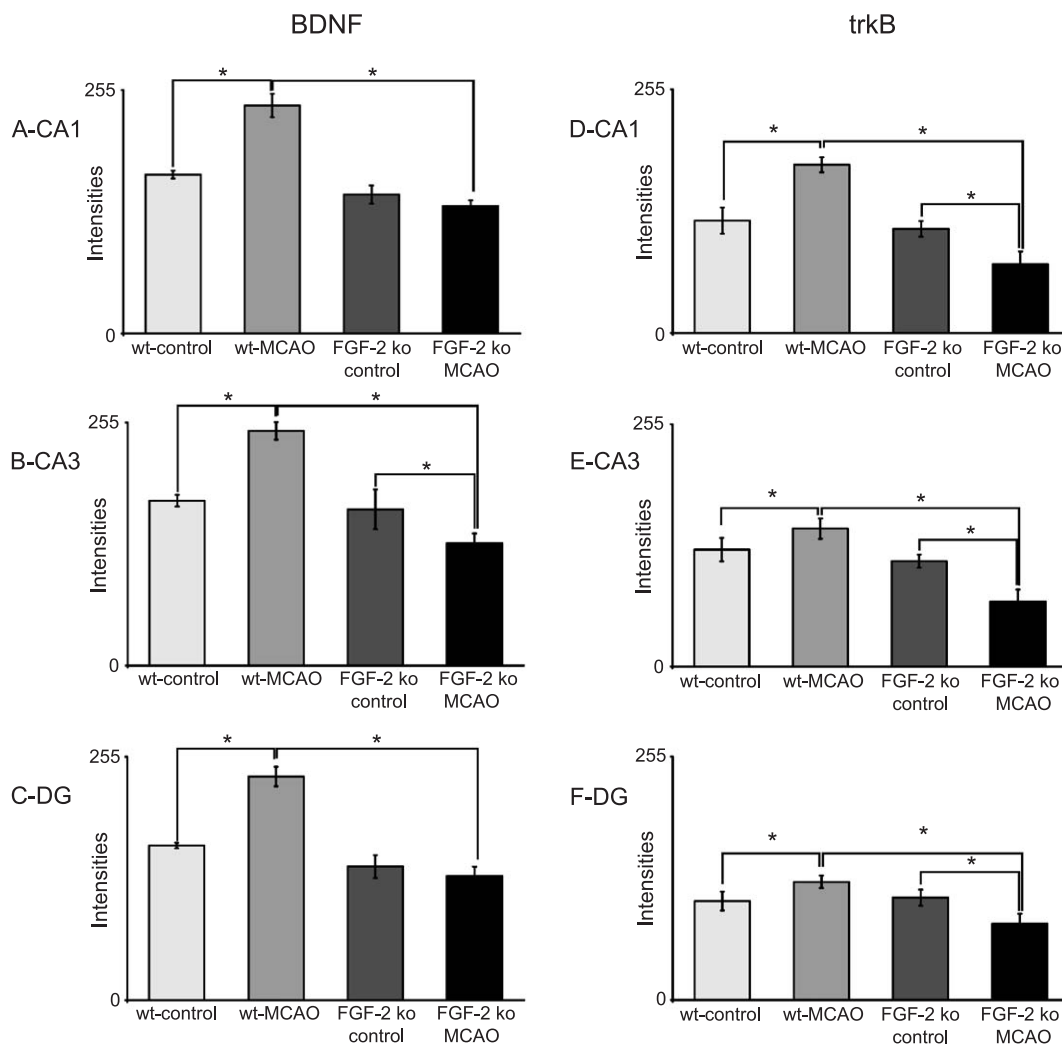 BDNF
trkB
A-CA1
Intensities
255
0
*
*
wt-control
wt-MCAO
FGF-2 ko
control
FGF-2 ko
MCAO
D-CA1
Intensities
255
0
*
*
*
wt-control
wt-MCAO
FGF-2 ko
control
FGF-2 ko
MCAO
B-CA3
Intensities
255
0
*
*
*
wt-control
wt-MCAO
FGF-2 ko
control
FGF-2 ko
MCAO
E-CA3
Intensities
255
0
*
*
*
wt-control
wt-MCAO
FGF-2 ko
control
FGF-2 ko
MCAO
C-DG
Intensities
255
0
*
*
wt-control
wt-MCAO
FGF-2 ko
control
FGF-2 ko
MCAO
F-DG
Intensities
255
0
*
*
*
wt-control
wt-MCAO
FGF-2 ko
control
FGF-2 ko
MCAO